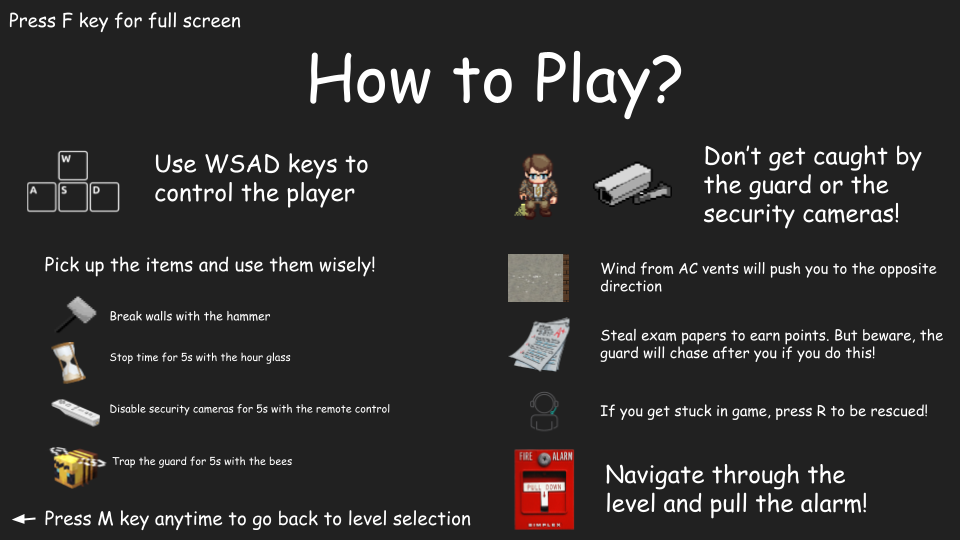 Press F key for full screen
How to Play?
W
A S D
Use WSAD keys to
control the player
Pick up the items and use them wisely!
Break walls with the hammer
Stop time for 5s with the hour glass
Disable security cameras for 5s with the remote control
Trap the guard for 5s with the bees
Press M key anytime to go back to level selection
Don't get caught by
the guard or the
security cameras!
Wind from AC vents will push you to the opposite
direction
Steal exam papers to earn points. But beware, the
guard will chase after you if you do this!
If you get stuck in game, press R to be rescued!
FIRE ALARM
PULL DOWN
SIMPLEX
Navigate through the
level and pull the alarm!